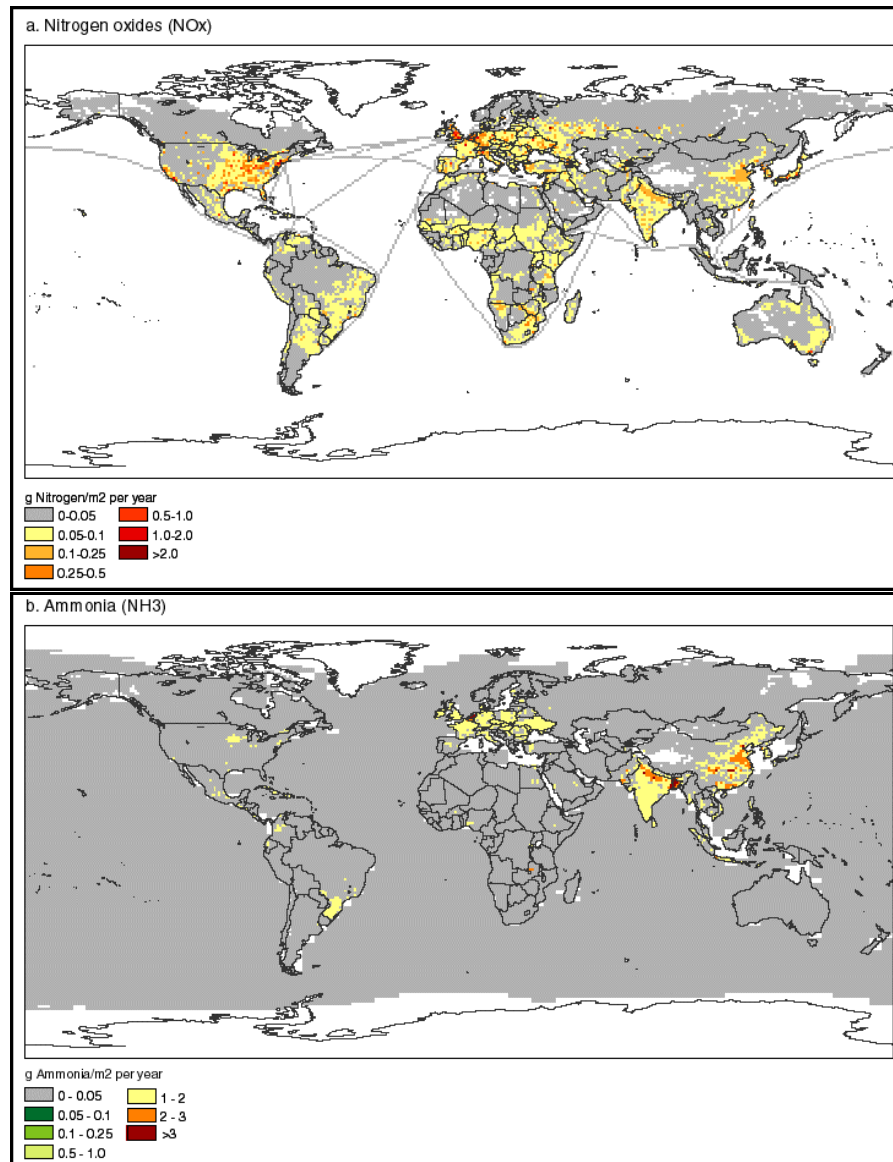 a. Nitrogen oxides (NOx)
g Nitrogen/m2 per year
0-0.05
0.5-1.0
0.05-0.1
1.0-2.0
0.1-0.25
>2.0
0.25-0.5
b. Ammonia (NH3)
g Ammonia/m2 per year
0 - 0.05
1 - 2
0.05 - 0.1
2 - 3
0.1 - 0.25
>3
0.5 - 1.0